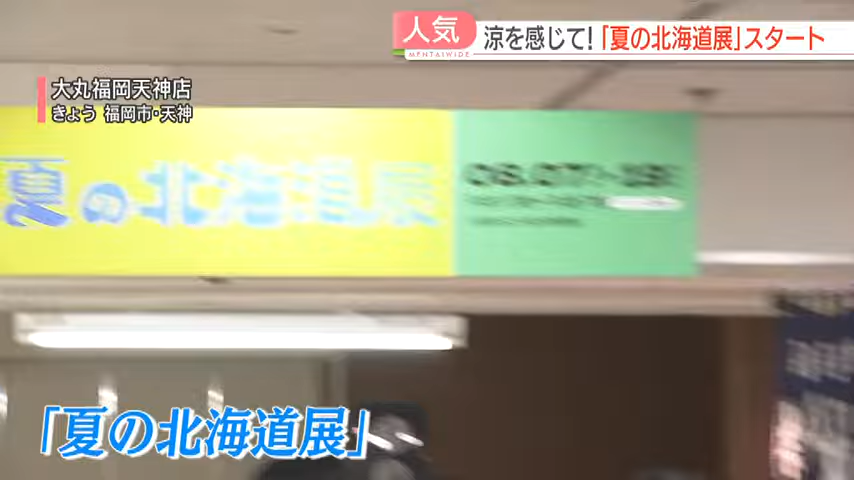 人気
MENTAIWIDE
涼を感じて!「夏の北海道展」スタート
大丸福岡天神店
きょう 福岡市・天神
夏の北海道展
「夏の北海道展」